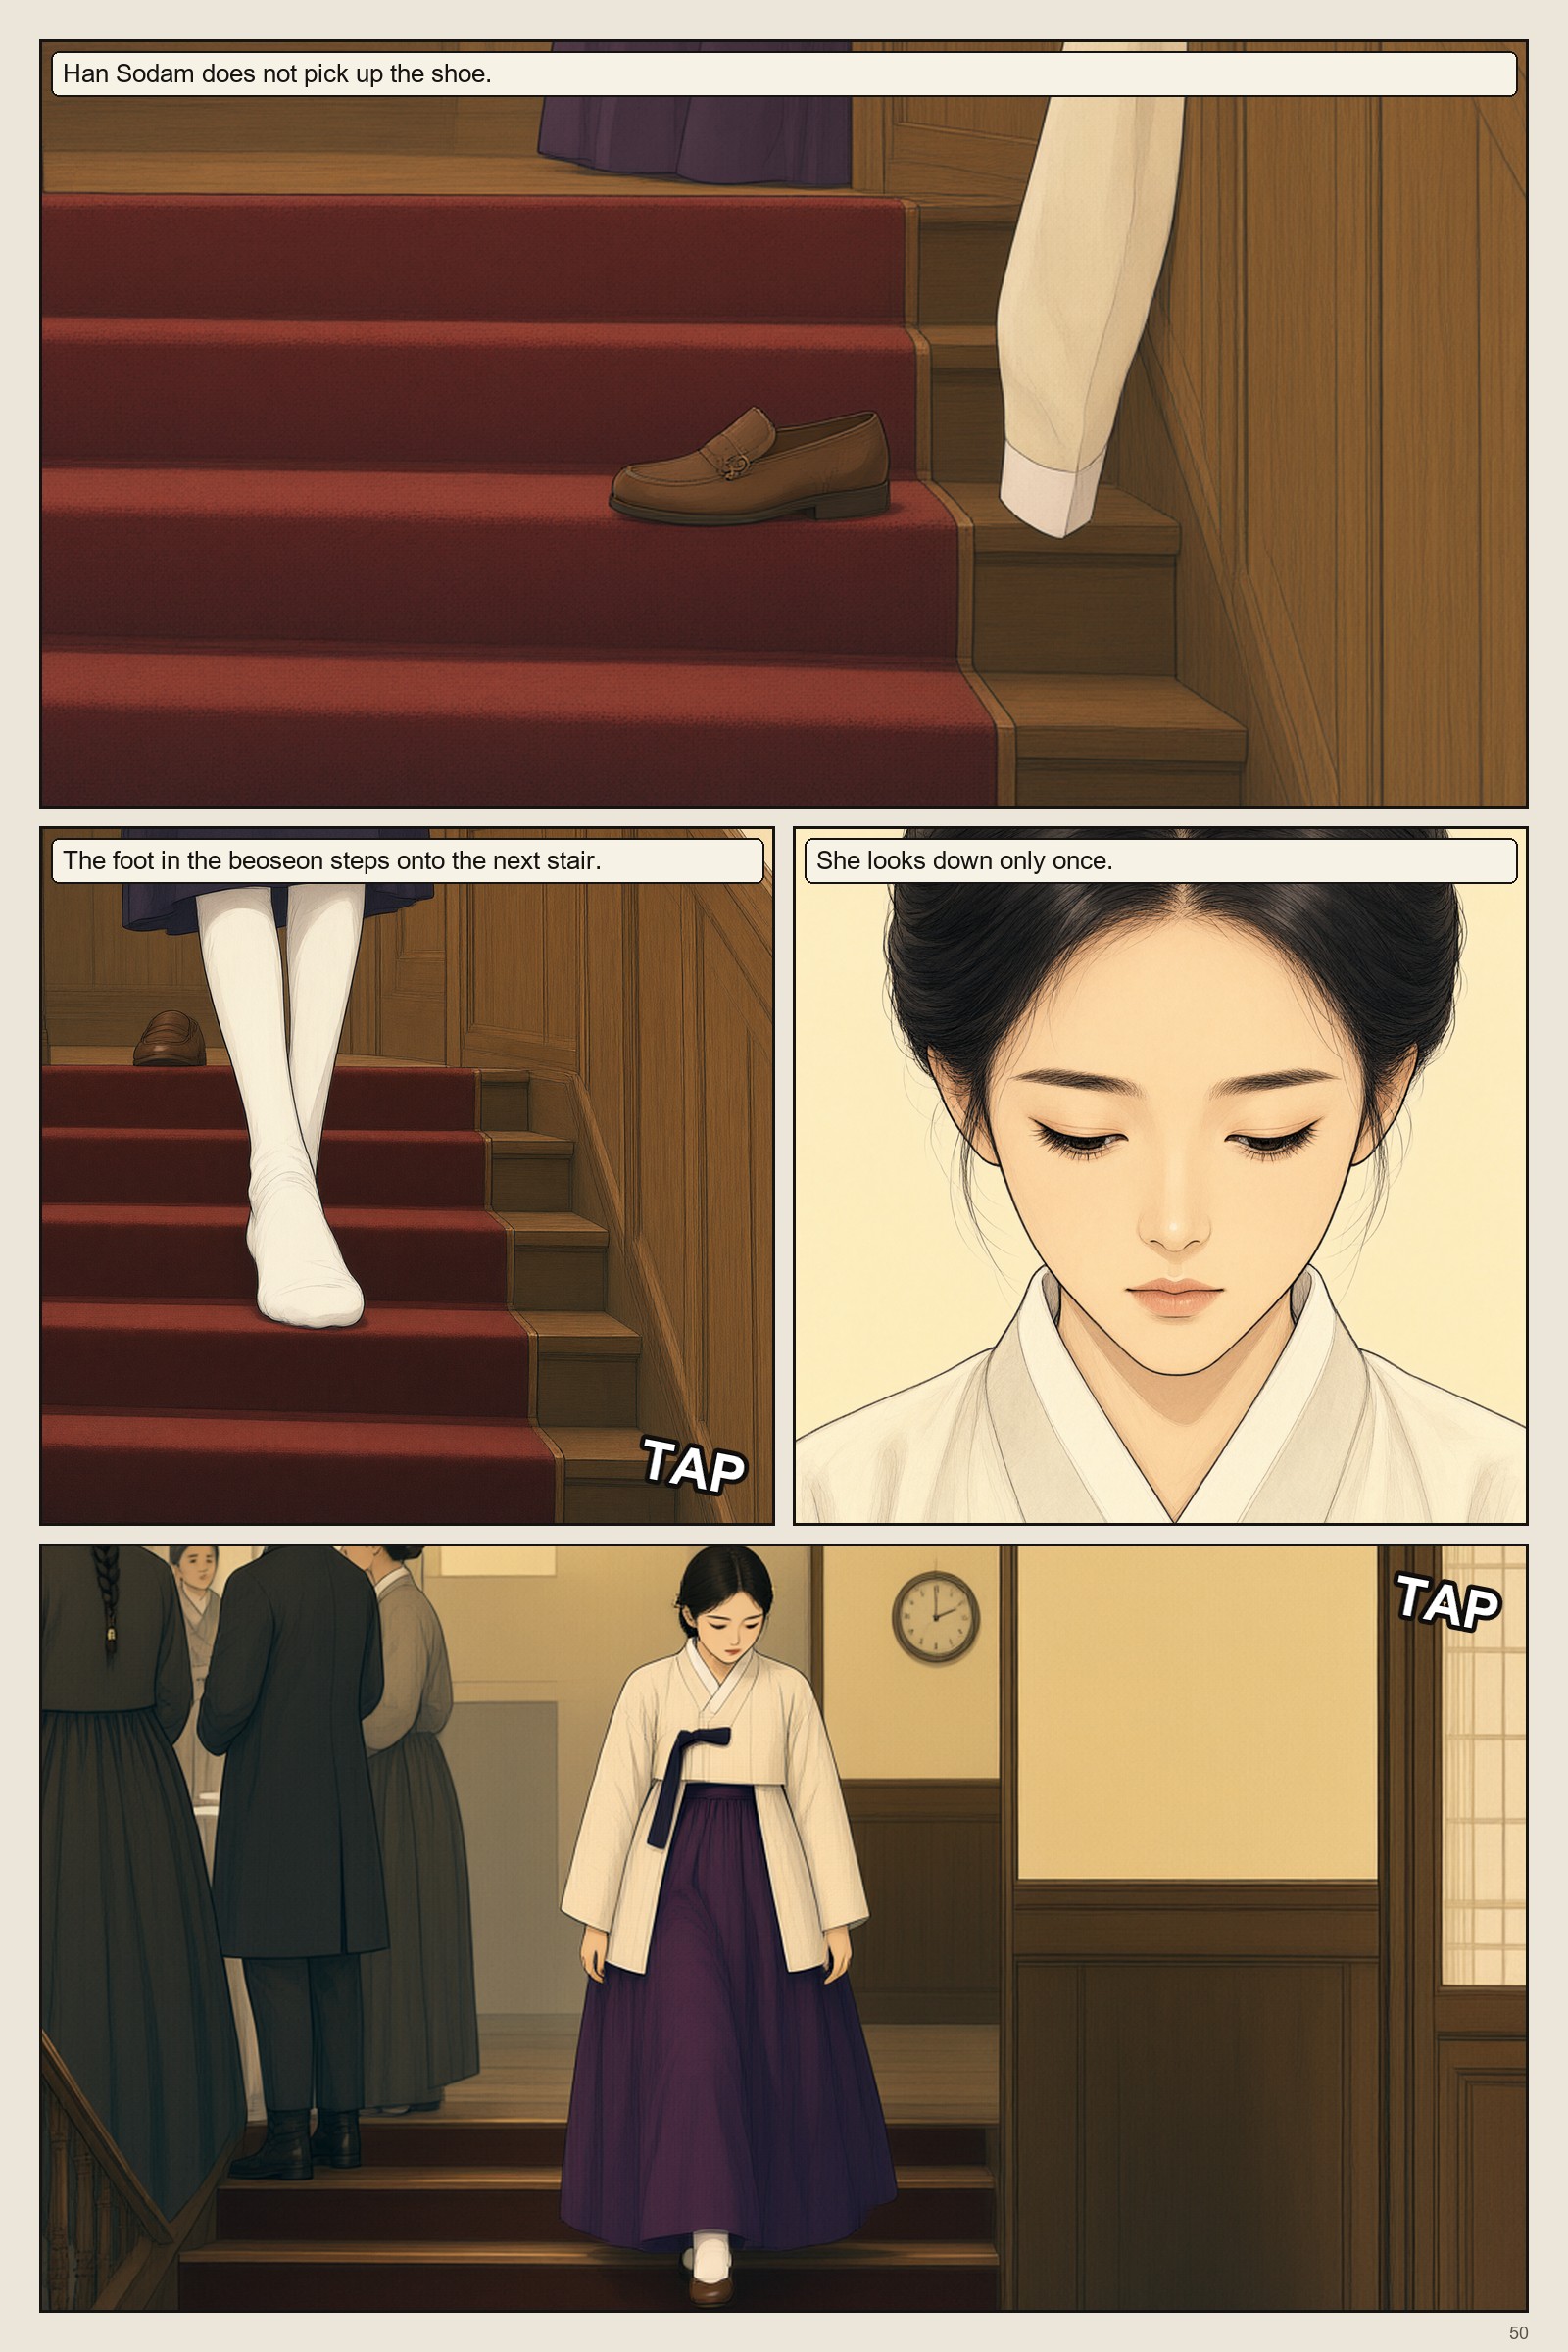 Han Sodam does not pick up the shoe.
The foot in the beoseon steps onto the next stair.
She looks down only once.
TAP
TAP
50